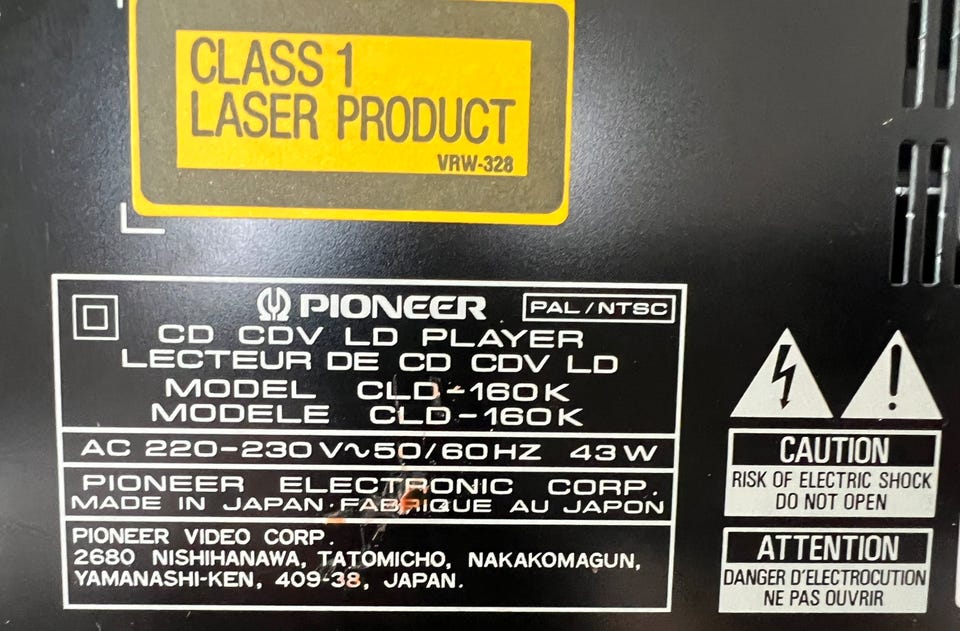 CLASS 1
LASER PRODUCT
VRW-328
PIONEER
PAL/NTSC
CD CDV LD PLAYER
LECTEUR DE CD CDV LD
MODEL CLD-160K
MODELE CLD-160K
AC 220-230V~50/60HZ 43W
PIONEER ELECTRONIC CORP.
MADE IN JAPAN·FABRIQUE AU JAPON
PIONEER VIDEO CORP.
2680 NISHIHANAWA, TATOMICHO, NAKAKOMAGUN,
YAMANASHI-KEN, 409-38, JAPAN.
CAUTION
RISK OF ELECTRIC SHOCK
DO NOT OPEN
ATTENTION
DANGER D'ELECTROCUTION
NE PAS OUVRIR